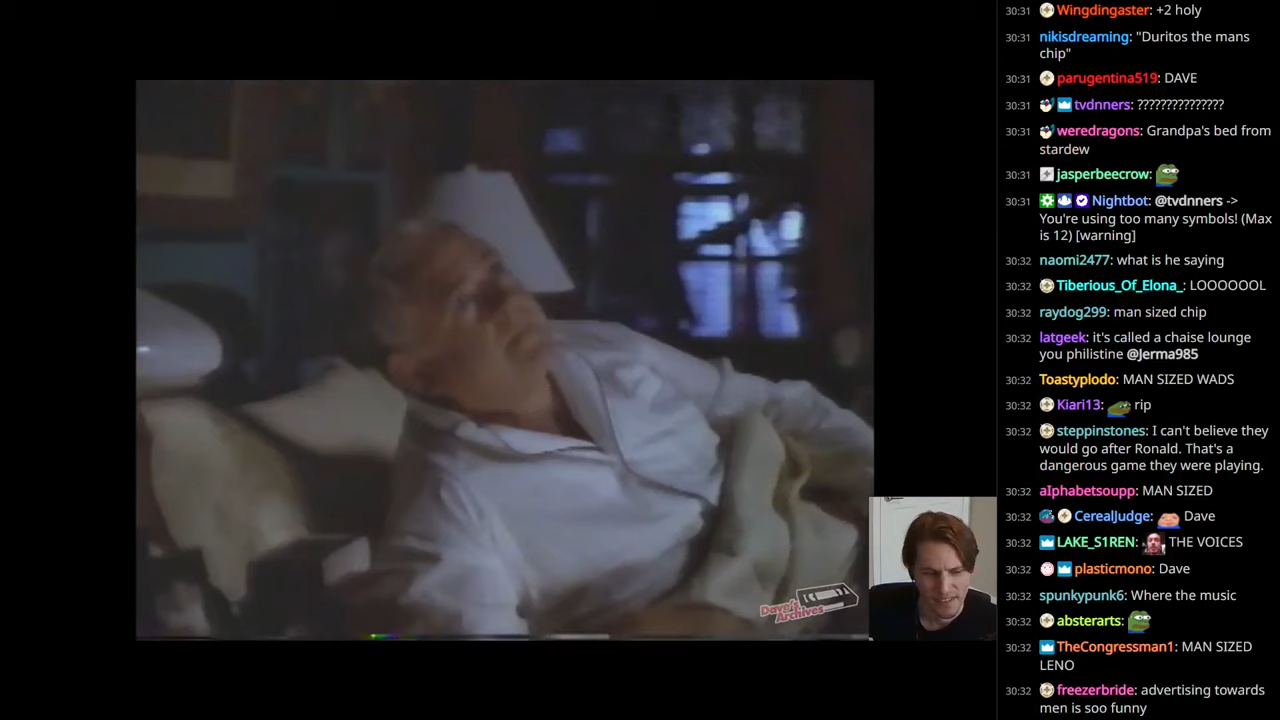 30:31 Wingdingaster: +2 holy
30:31 nikisdreaming: "Duritos the mans
chip"
30:31 parugentina519: DAVE
30:31 tvdnners: ???????????????
30:31 weredragons: Grandpa's bed from
stardew
30:31 jasperbeecrow:
30:31 Nightbot: @tvdnners ->
You're using too many symbols! (Max
is 12) [warning]
30:32 naomi2477: what is he saying
30:32 Tiberious_Of_Elona_: LOOOOOOL
30:32 raydog299: man sized chip
30:32 latgeek: it's called a chaise lounge
you philistine @Jerma985
30:32 Toastyplodo: MAN SIZED WADS
30:32 Kiari13: rip
30:32 steppinstones: I can't believe they
would go after Ronald. That's a
dangerous game they were playing.
30:32 aIphabetsoupp: MAN SIZED
30:32 CerealJudge: Dave
30:32 LAKE_S1REN: THE VOICES
30:32 plasticmono: Dave
30:32 spunkypunk6: Where the music
30:32 absterarts:
30:32 TheCongressman1: MAN SIZED
LENO
30:32 freezerbride: advertising towards
men is soo funny
Dave's
Archives